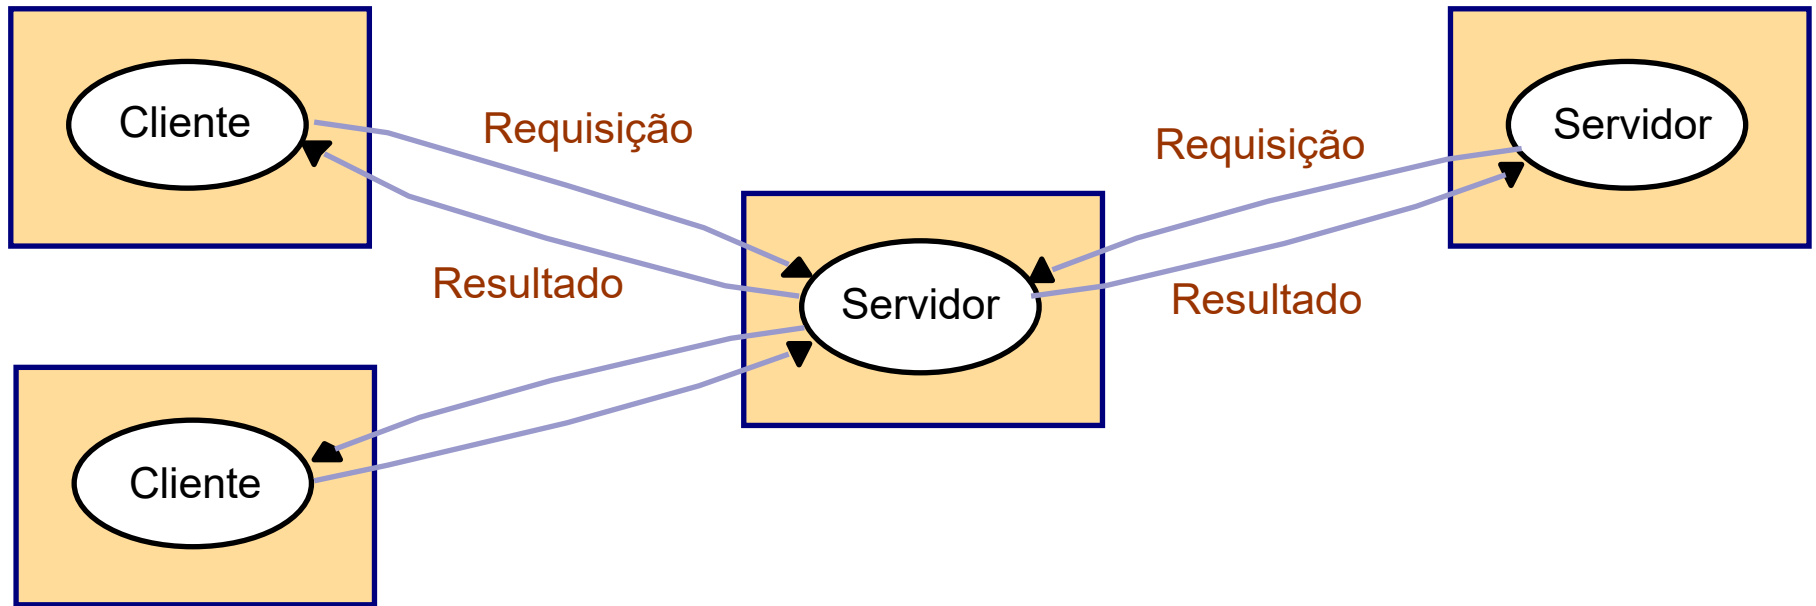 Cliente
Requisição
Requisição
Servidor
Resultado
Servidor
Resultado
Cliente